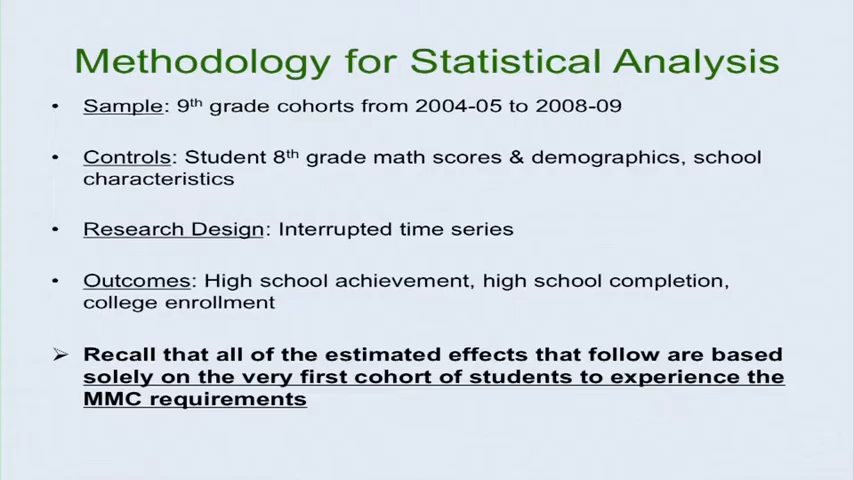 Methodology for Statistical Analysis
• Sample: 9th grade cohorts from 2004-05 to 2008-09
• Controls: Student 8th grade math scores & demographics, school
characteristics
• Research Design: Interrupted time series
• Outcomes: High school achievement, high school completion,
college enrollment
➢ Recall that all of the estimated effects that follow are based
solely on the very first cohort of students to experience the
MMC requirements